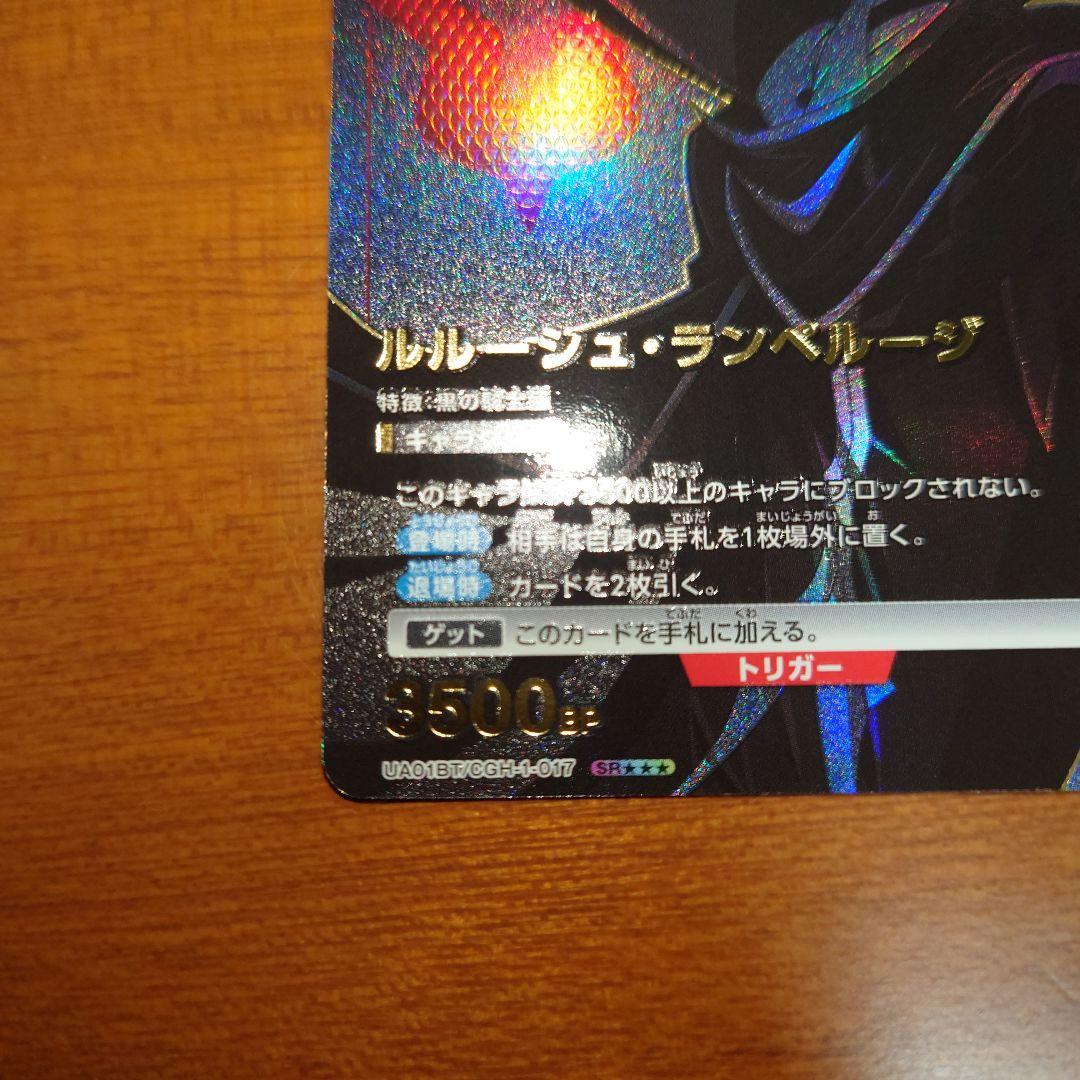 ルルーシュ・ランペルージ
特徴:黒の騎士団
キャラ
このキャラは 3500以上のキャラにブロックされない。
登場時 相手は自身の手札を1枚場外に置く。
退場時 カードを2枚引く。
ゲット このカードを手札に加える。
トリガー
3500BP
UA01BT/CGH-1-017 SR★★★